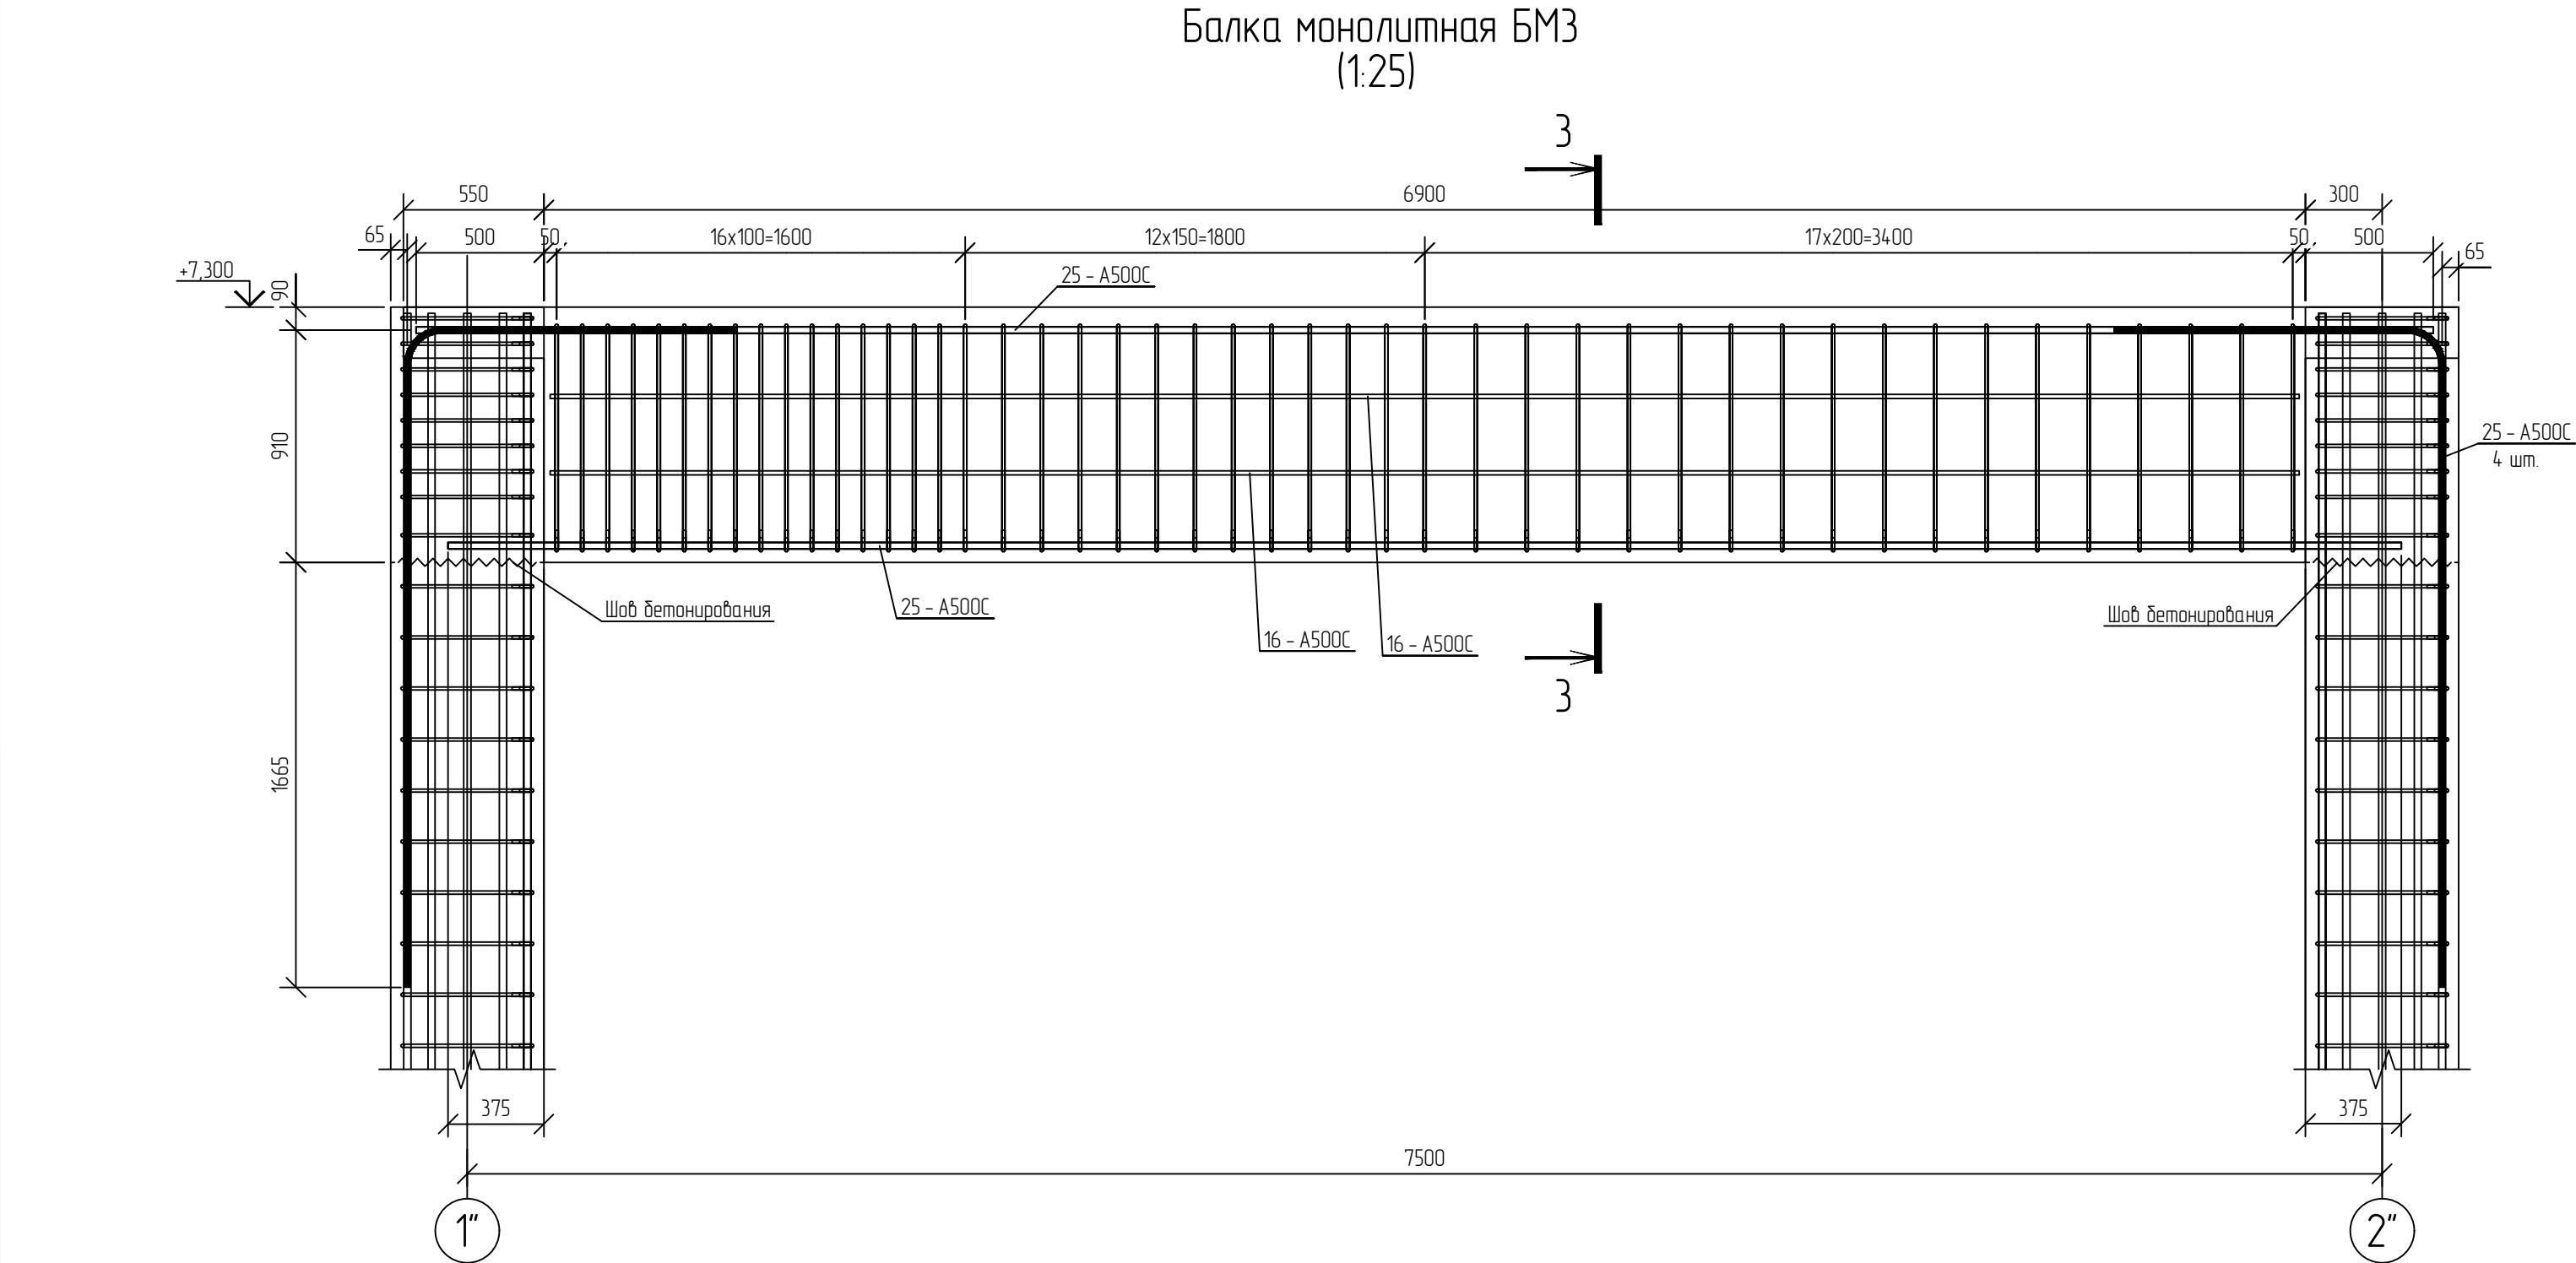 Балка монолитная БМ3
(1:25)
3
550
6900
300
65
500
50
16х100=1600
12х150=1800
17х200=3400
50
500
65
+7,300
90
25 – А500С
910
25 – А500С
4 шт.
Шов бетонирования
25 – А500С
16 – А500С
16 – А500С
Шов бетонирования
3
1665
375
375
7500
1"
2"